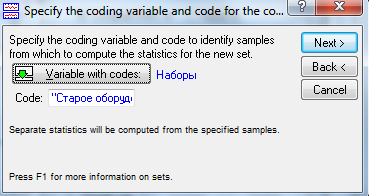 Specify the coding variable and code for the co...
Specify the coding variable and code to identify samples
from which to compute the statistics for the new set.
Variable with codes: Наборы
Code: "Старое оборуд
Separate statistics will be computed from the specified samples.
Press F1 for more information on sets.
Next >
Back <
Cancel